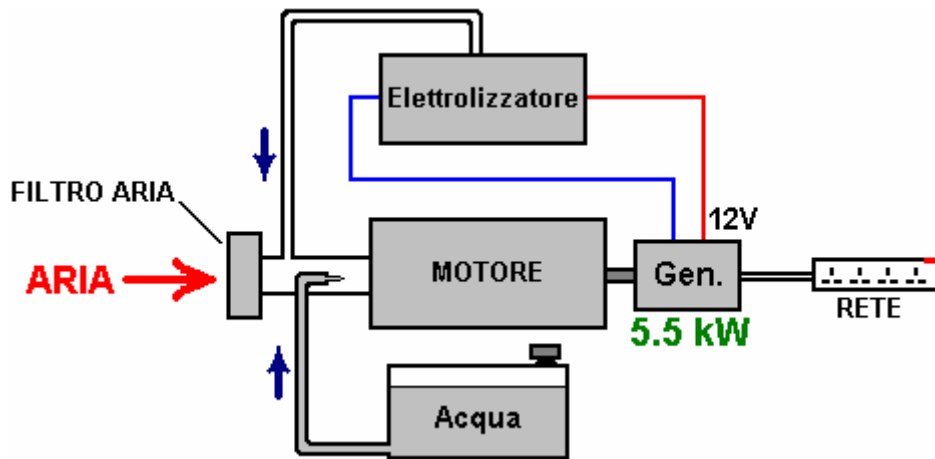 Elettrolizzatore
FILTRO ARIA
12V
ARIA
MOTORE
Gen.
RETE
5.5 kW
Acqua